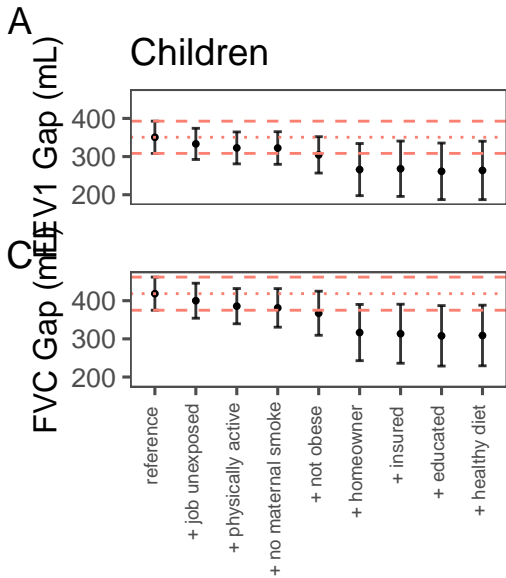 A
Children
FEV1 Gap (mL)
400
300
200
C
FVC Gap (mL)
400
300
200
reference
+ job unexposed
+ physically active
+ no maternal smoke
+ not obese
+ homeowner
+ insured
+ educated
+ healthy diet